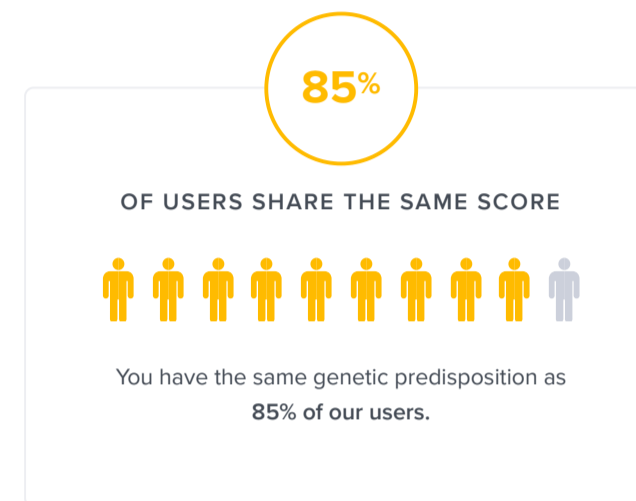 85%
OF USERS SHARE THE SAME SCORE
You have the same genetic predisposition as
85% of our users.